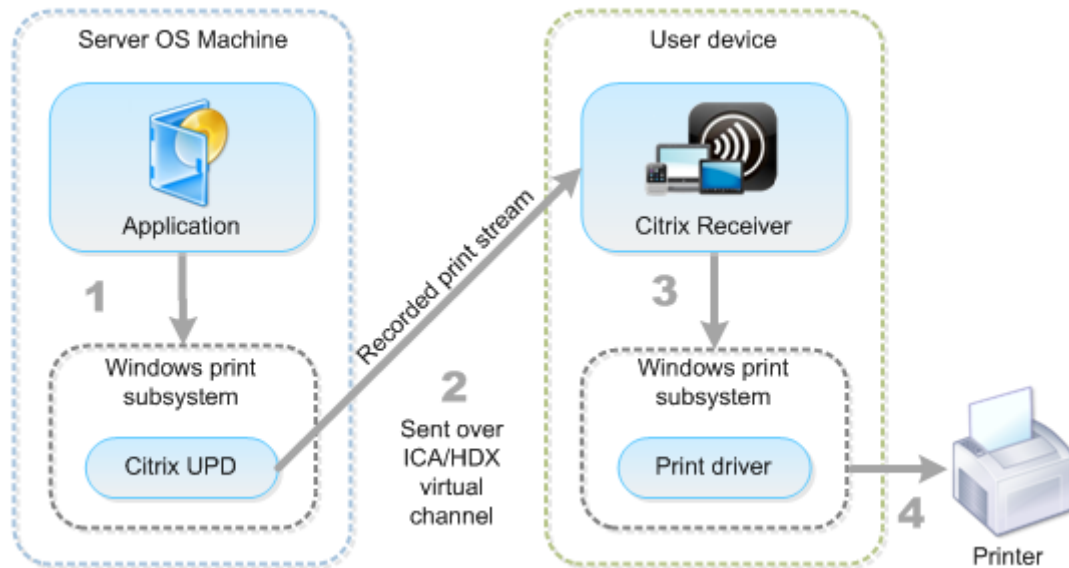 Server OS Machine
Application
1
Windows print
subsystem
Citrix UPD
Recorded print stream
2
Sent over
ICA/HDX
virtual
channel
User device
Citrix Receiver
3
Windows print
subsystem
Print driver
4
Printer